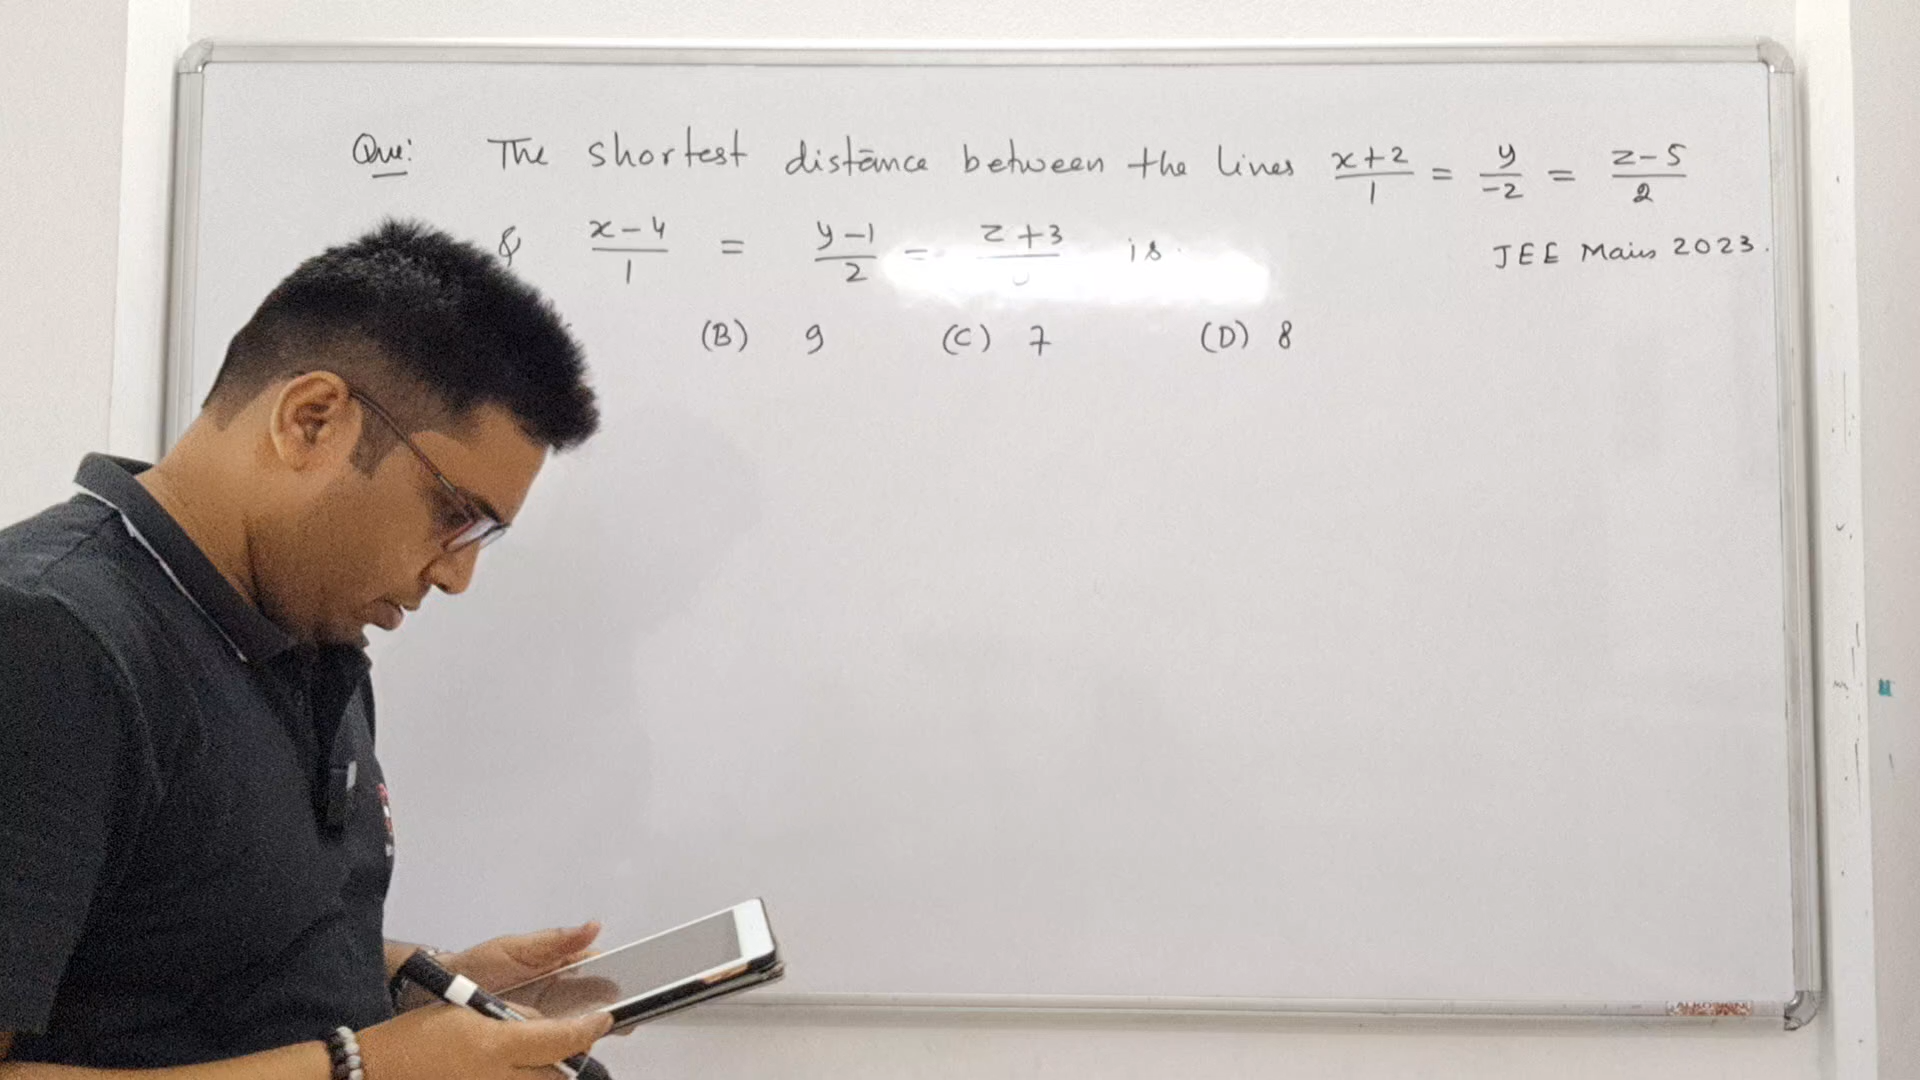 Que: The shortest distance between the lines (x+2)/1 = y/-2 = (z-5)/2
& (x-4)/1 = (y-1)/2 = (z+3)/ is.
JEE Mains 2023.
(B) 9 (C) 7 (D) 8